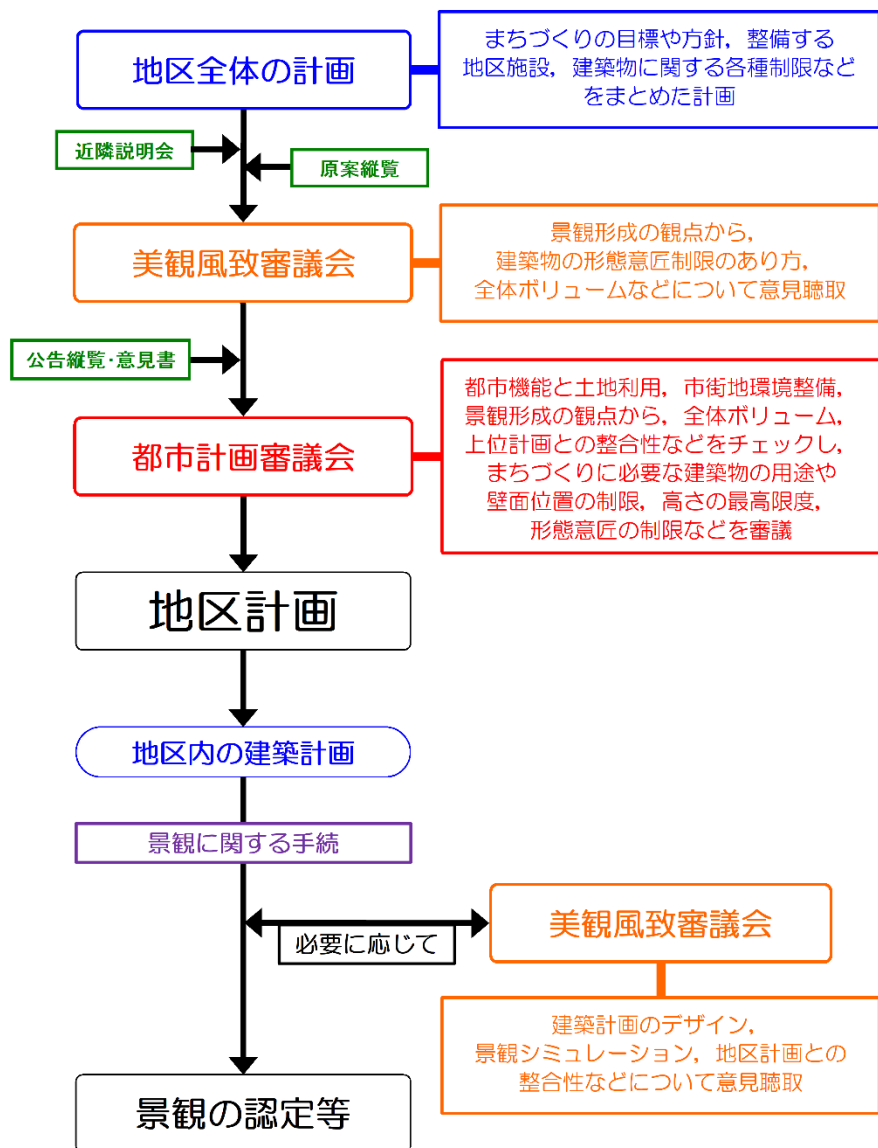 地区全体の計画
まちづくりの目標や方針，整備する
地区施設，建築物に関する各種制限など
をまとめた計画
近隣説明会
原案縦覧
美観風致審議会
景観形成の観点から，
建築物の形態意匠制限のあり方，
全体ボリュームなどについて意見聴取
公告縦覧・意見書
都市計画審議会
都市機能と土地利用，市街地環境整備，
景観形成の観点から，全体ボリューム，
上位計画との整合性などをチェックし，
まちづくりに必要な建築物の用途や
壁面位置の制限，高さの最高限度，
形態意匠の制限などを審議
地区計画
地区内の建築計画
景観に関する手続
必要に応じて
美観風致審議会
建築計画のデザイン，
景観シミュレーション，地区計画との
整合性などについて意見聴取
景観の認定等